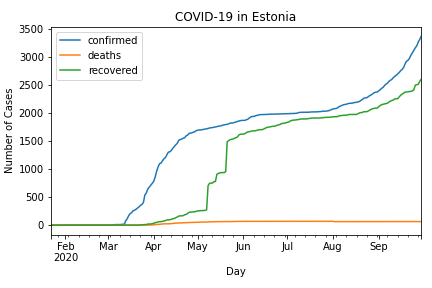 COVID-19 in Estonia
confirmed
deaths
recovered
Number of Cases
3500
3000
2500
2000
1500
1000
500
0
Feb Mar Apr May Jun Jul Aug Sep
2020
Day